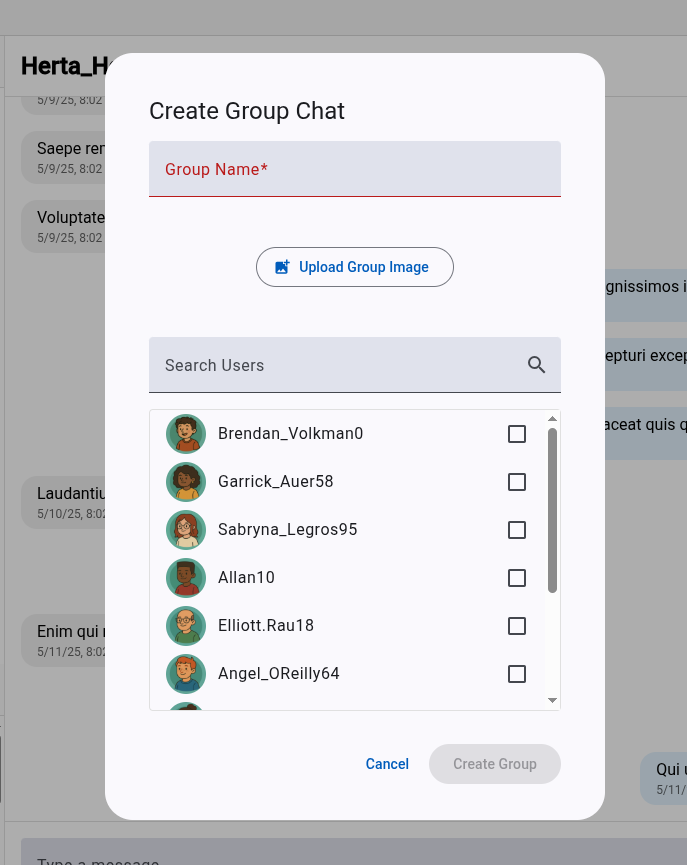 Herta_H
5/9/25, 8:02
Saepe rer
5/9/25, 8:02
Voluptate
5/9/25, 8:02
gnissimos i
epturi excep
aceat quis q
Laudantiu
5/10/25, 8:02
Enim qui r
5/11/25, 8:02
Qui u
5/11/
Type a message
Create Group Chat
Group Name*
Upload Group Image
Search Users
Brendan_Volkman0
Garrick_Auer58
Sabryna_Legros95
Allan10
Elliott.Rau18
Angel_OReilly64
Cancel
Create Group